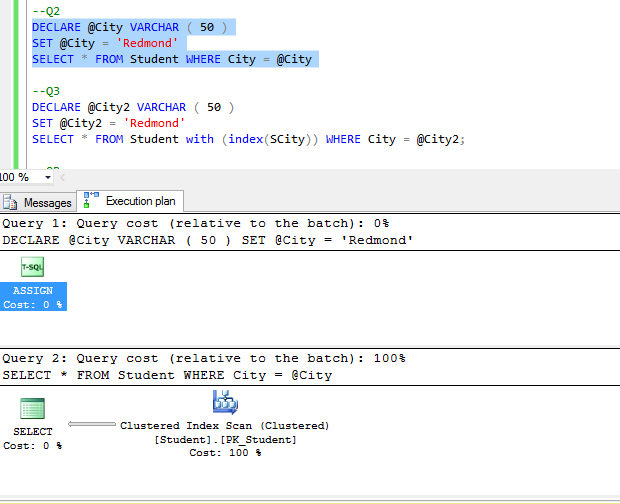 --Q2
DECLARE @City VARCHAR ( 50 )
SET @City = 'Redmond'
SELECT * FROM Student WHERE City = @City
--Q3
DECLARE @City2 VARCHAR ( 50 )
SET @City2 = 'Redmond'
SELECT * FROM Student with (index(SCity)) WHERE City = @City2;
100 %
Messages
Execution plan
Query 1: Query cost (relative to the batch): 0%
DECLARE @City VARCHAR ( 50 ) SET @City = 'Redmond'
T-SQL
ASSIGN
Cost: 0 %
Query 2: Query cost (relative to the batch): 100%
SELECT * FROM Student WHERE City = @City
SELECT
Cost: 0 %
Clustered Index Scan (Clustered)
[Student].[PK_Student]
Cost: 100 %